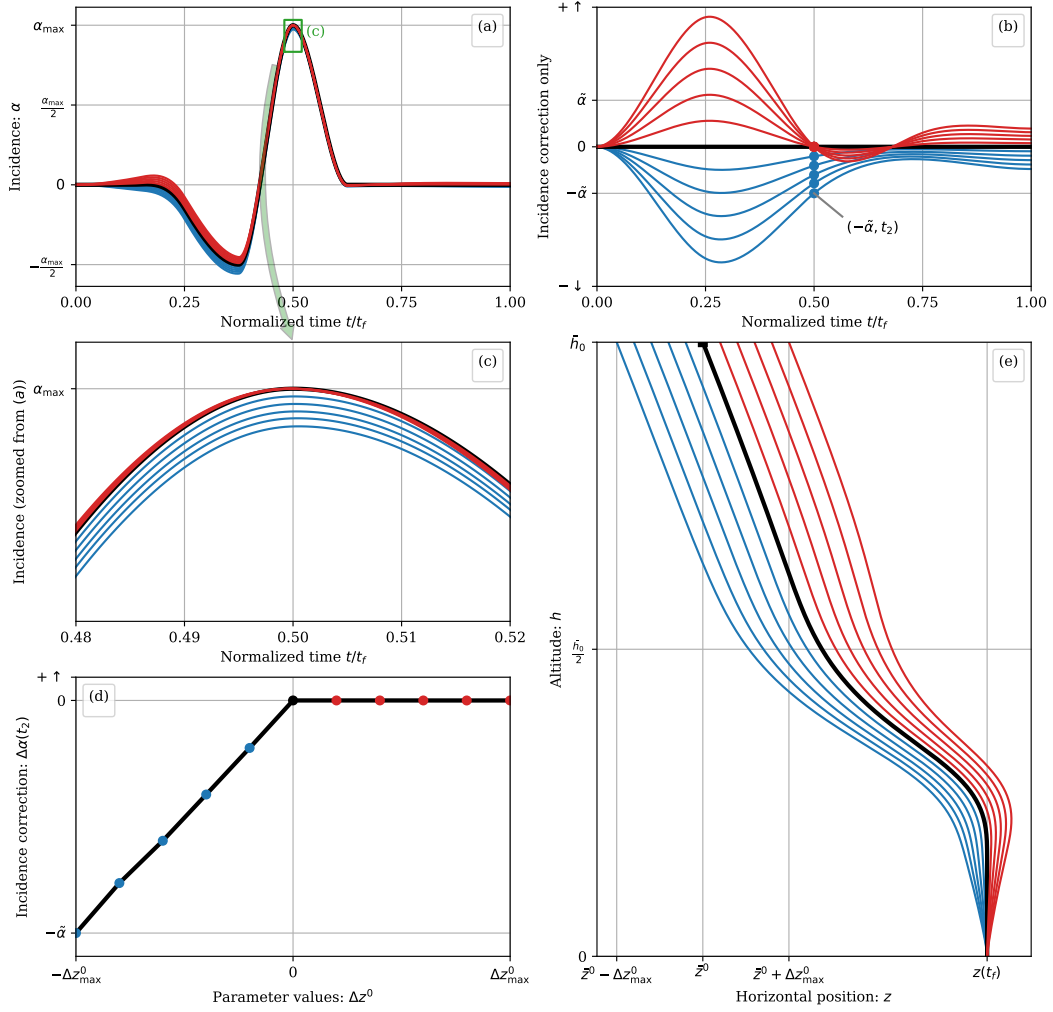 (a)
(c)
α_max
α_max/2
0
−α_max/2
Incidence: α
0.00 0.25 0.50 0.75 1.00
Normalized time t/t_f
(b)
+ ↑
α̃
0
−α̃
− ↓
Incidence correction only
(−α̃, t₂)
0.00 0.25 0.50 0.75 1.00
Normalized time t/t_f
(c)
α_max
Incidence (zoomed from (a))
0.48 0.49 0.50 0.51 0.52
Normalized time t/t_f
(d)
+ ↑
0
−α̃
Incidence correction: Δα(t₂)
−Δz⁰_max 0 Δz⁰_max
Parameter values: Δz⁰
(e)
h̄₀
h̄₀/2
0
Altitude: h
z̄⁰ − Δz⁰_max z̄⁰ z̄⁰ + Δz⁰_max z(t_f)
Horizontal position: z